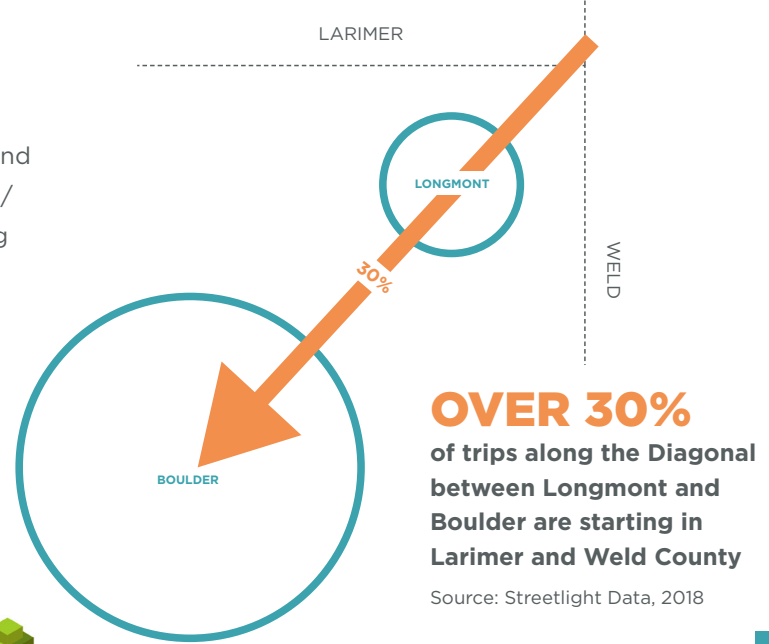 LARIMER
nd
/
g
LONGMONT
WELD
30%
BOULDER
OVER 30%
of trips along the Diagonal
between Longmont and
Boulder are starting in
Larimer and Weld County
Source: Streetlight Data, 2018